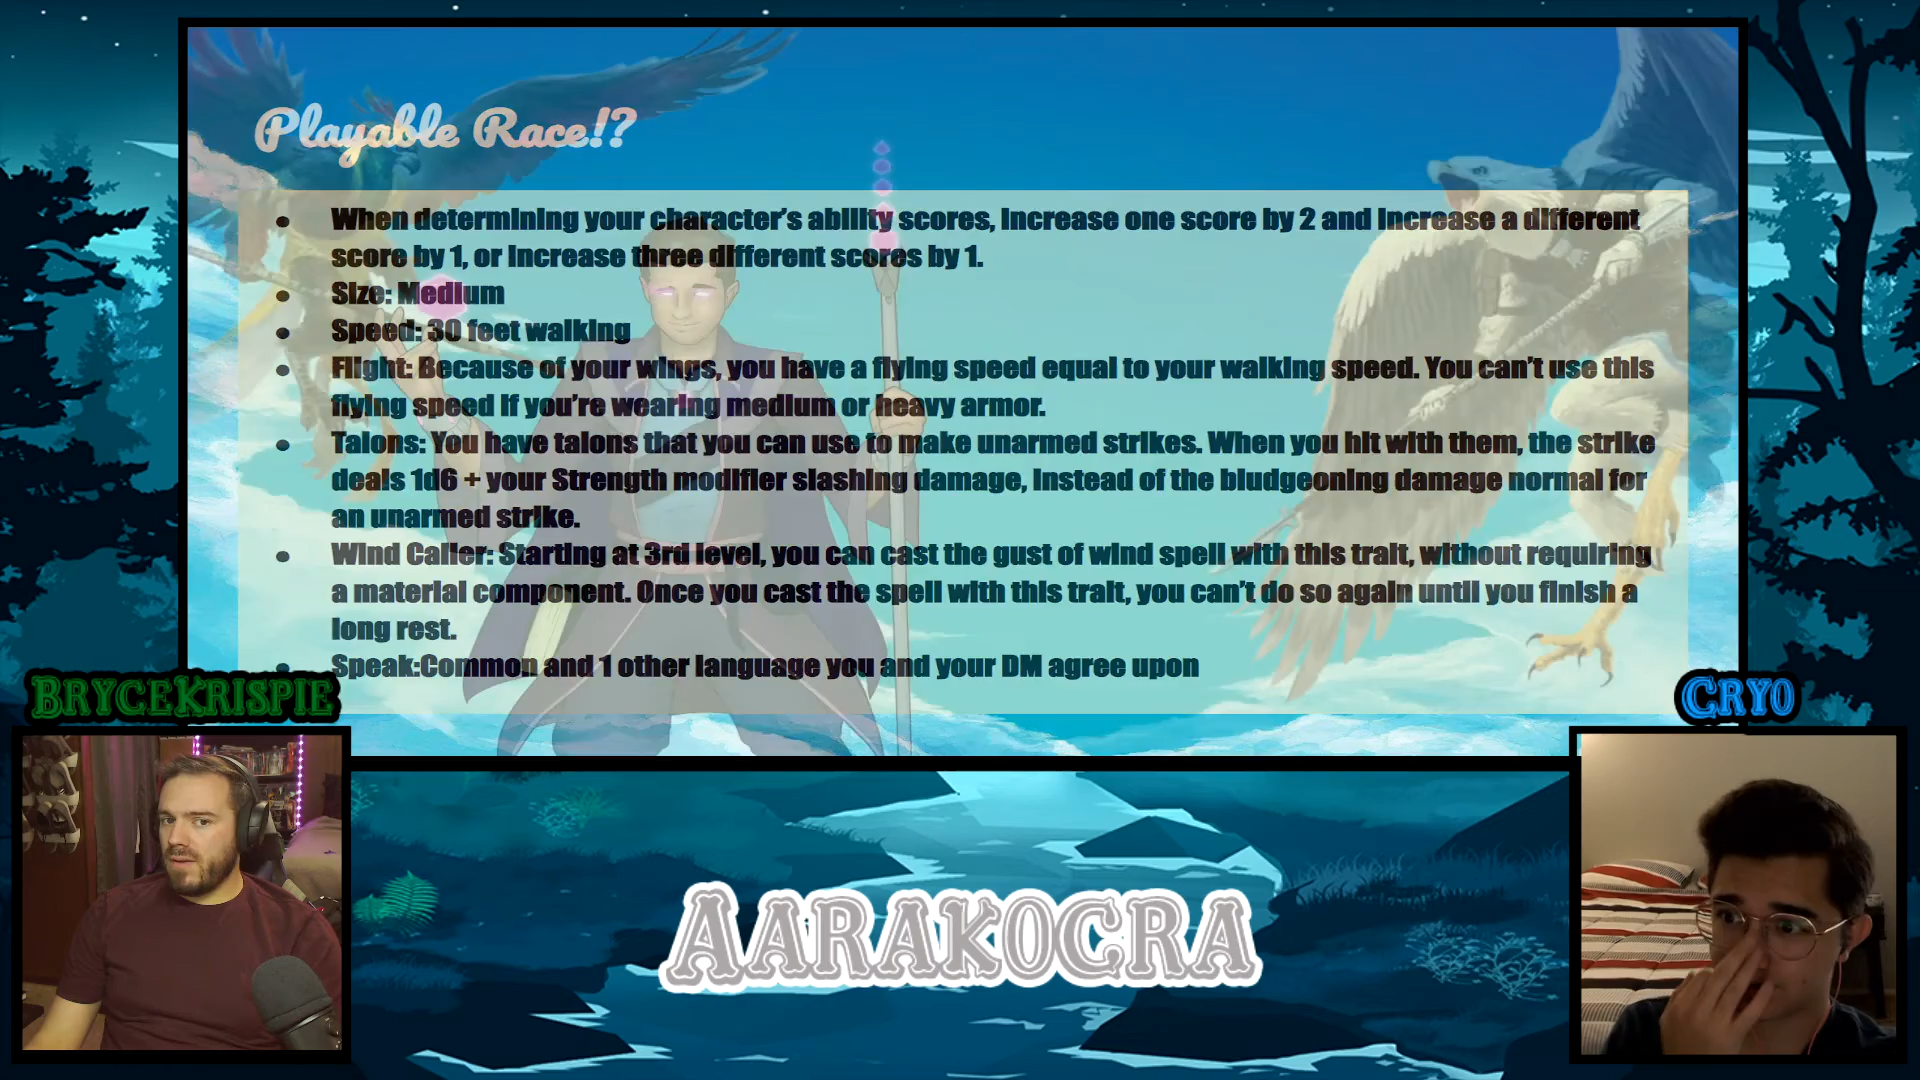 Playable Race!?
When determining your character's ability scores, increase one score by 2 and increase a different
score by 1, or increase three different scores by 1.
Size: Medium
Speed: 30 feet walking
Flight: Because of your wings, you have a flying speed equal to your walking speed. You can't use this
flying speed if you're wearing medium or heavy armor.
Talons: You have talons that you can use to make unarmed strikes. When you hit with them, the strike
deals 1d6 + your Strength modifier slashing damage, instead of the bludgeoning damage normal for
an unarmed strike.
Wind Caller: Starting at 3rd level, you can cast the gust of wind spell with this trait, without requiring
a material component. Once you cast the spell with this trait, you can't do so again until you finish a
long rest.
Speak:Common and 1 other language you and your DM agree upon
BryceKrispie
Cryo
Aarakocra